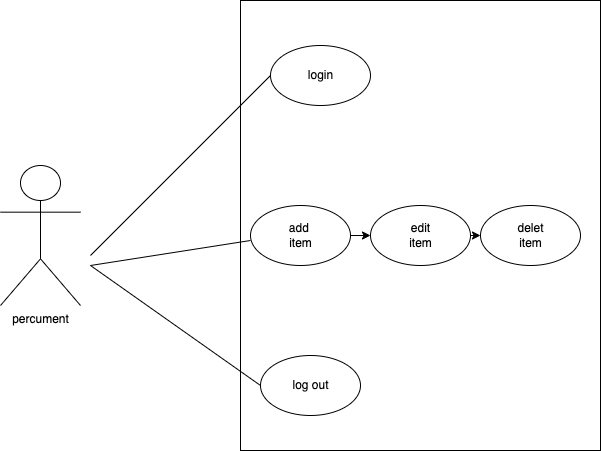 login
add
item
edit
item
delet
item
percument
log out